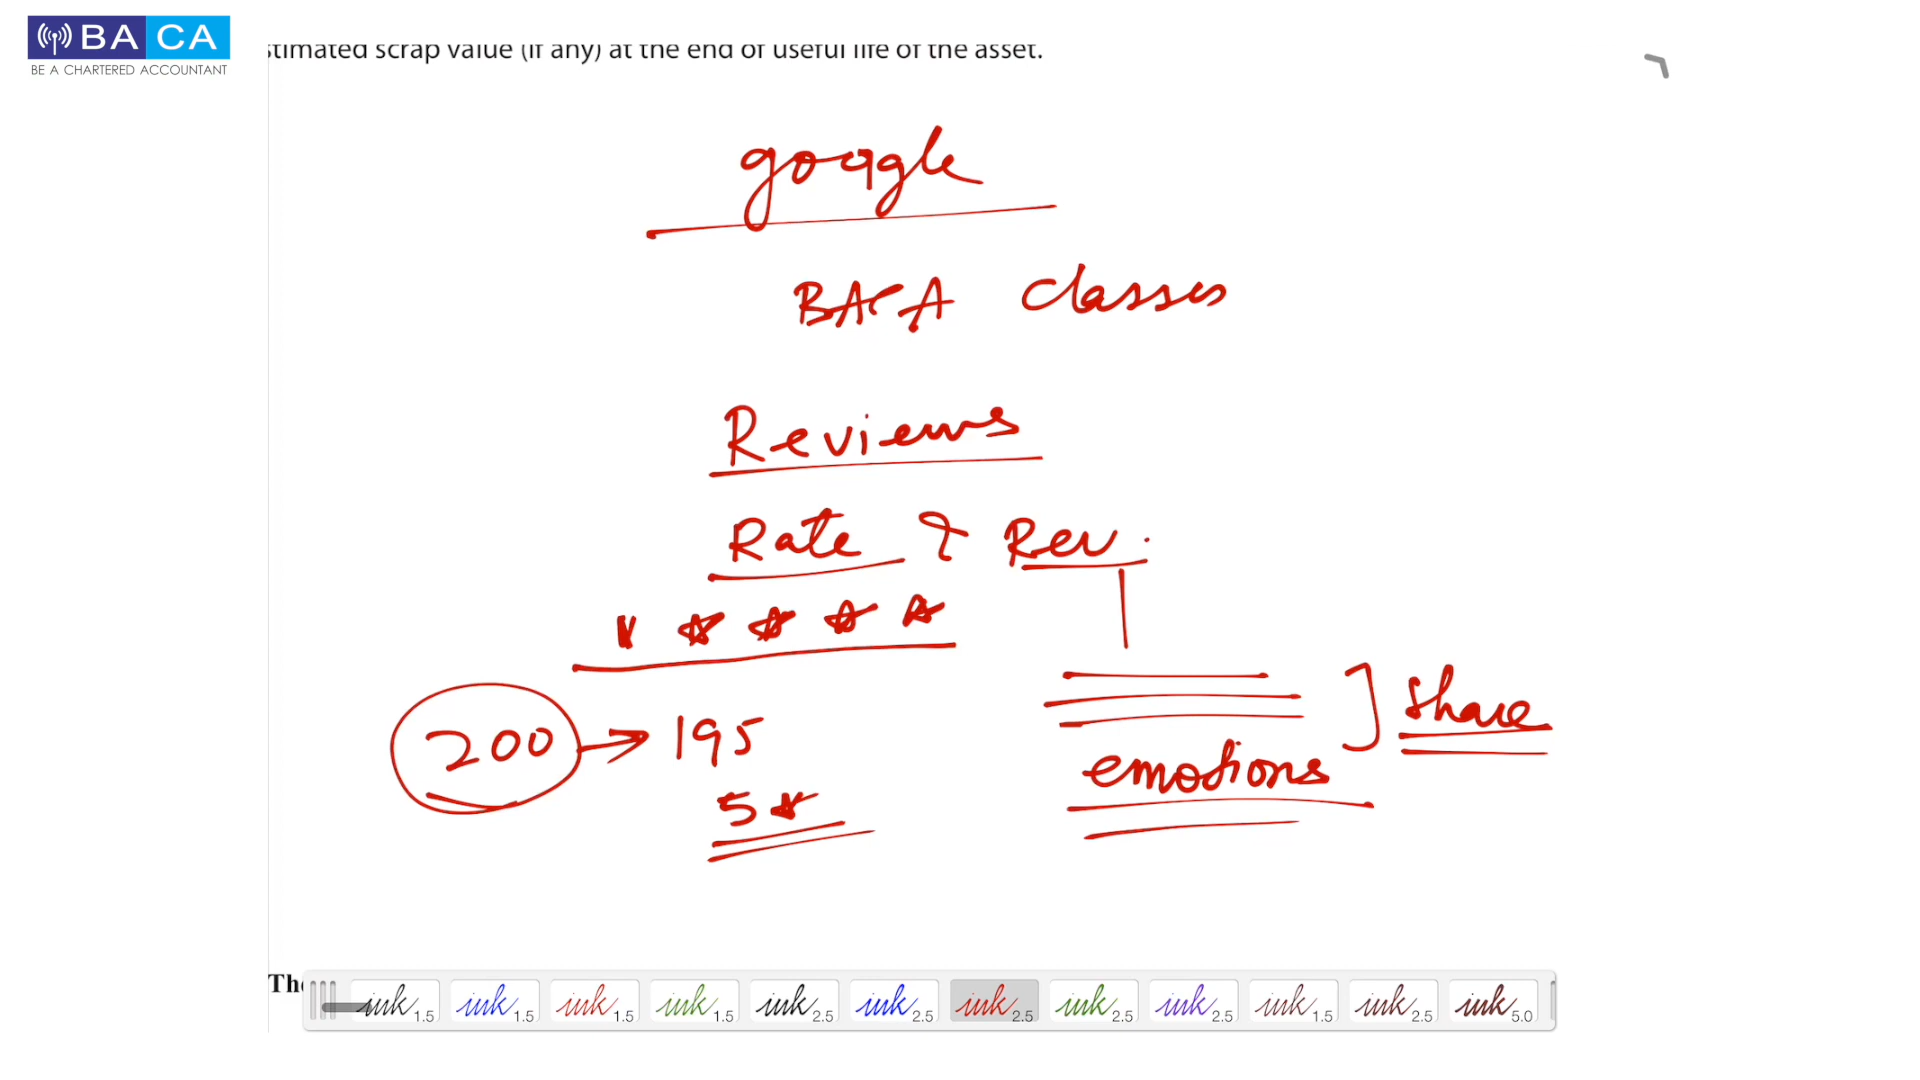 BACA
BE A CHARTERED ACCOUNTANT
stimated scrap value (if any) at the end of useful life of the asset.
google
BACA classes
Reviews
Rate & Rev.
200 → 195
5★
emotions
] Share
The
ink 1.5 ink 1.5 ink 1.5 ink 1.5 ink 2.5 ink 2.5 ink 2.5 ink 2.5 ink 2.5 ink 1.5 ink 2.5 ink 5.0